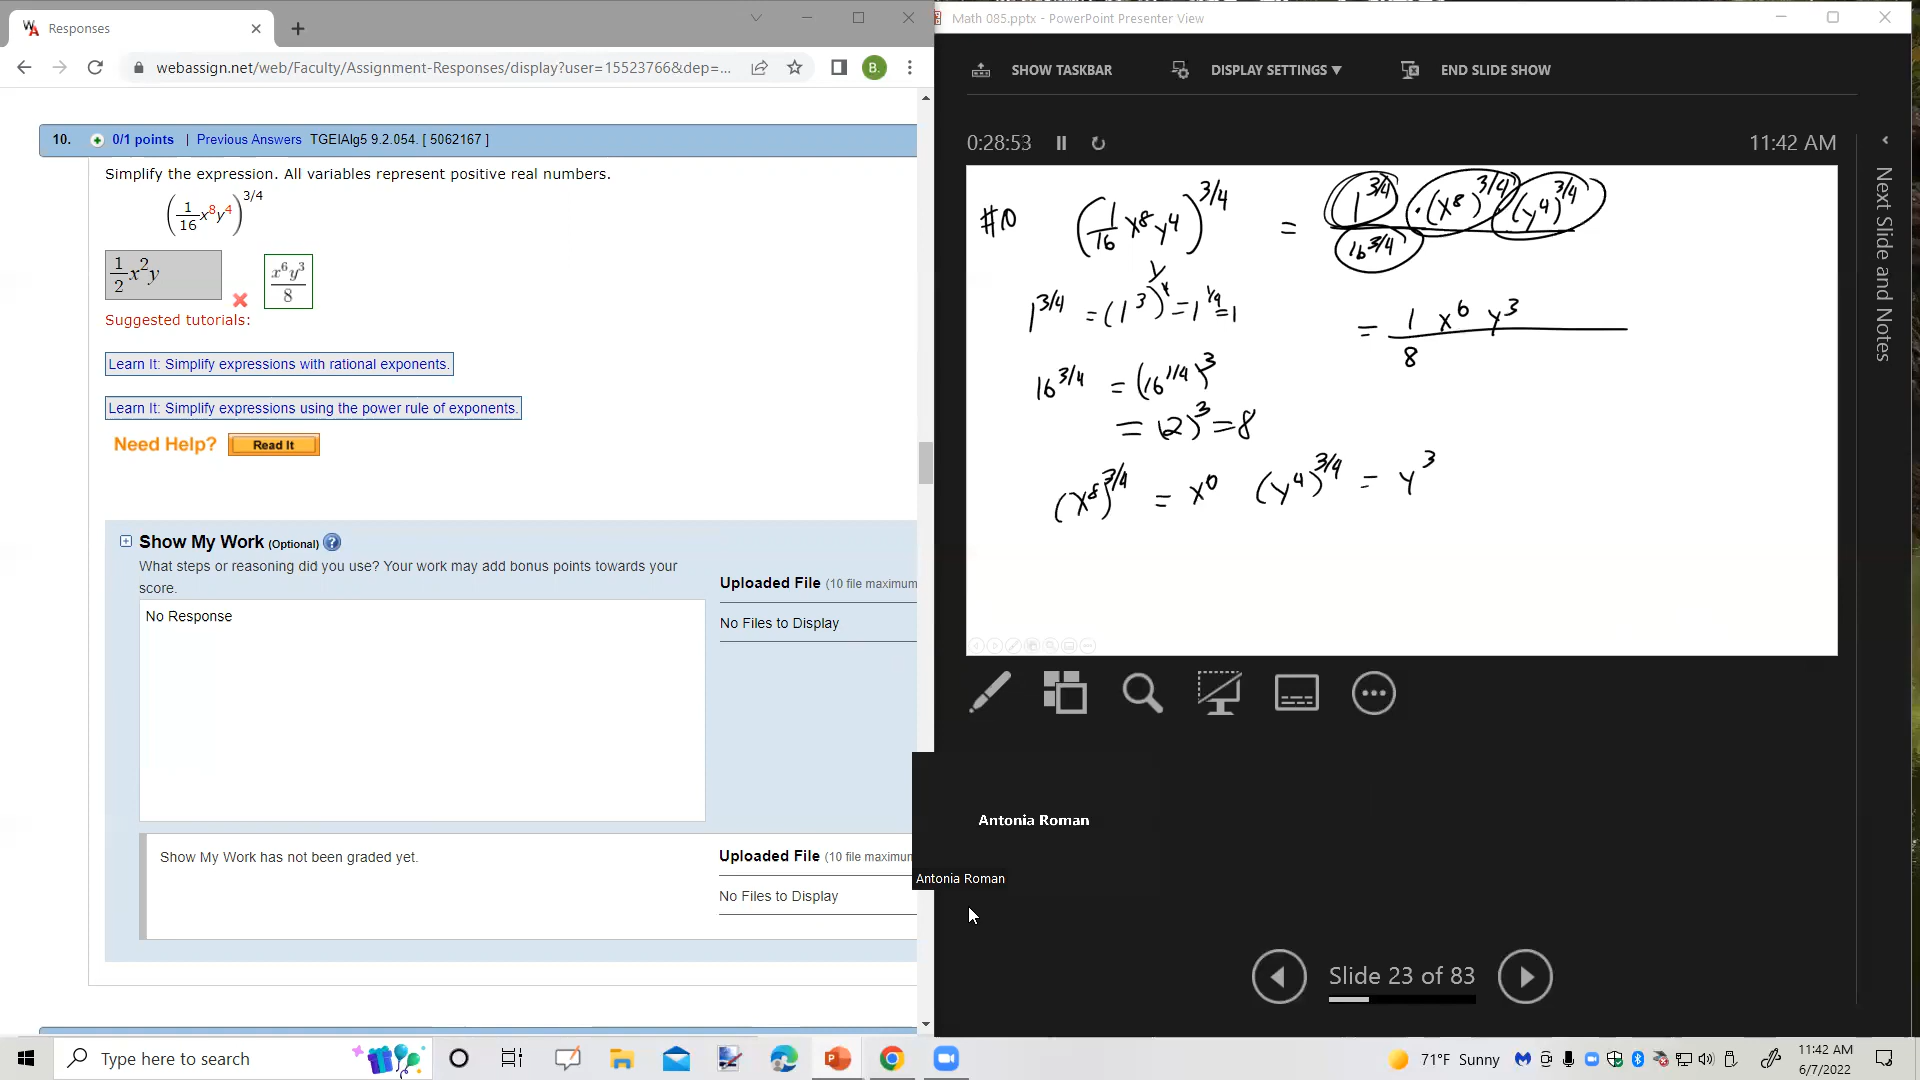 Responses
webassign.net/web/Faculty/Assignment-Responses/display?user=15523766&dep=...
B.
10. 0/1 points | Previous Answers TGEIAlg5 9.2.054. [ 5062167 ]
Simplify the expression. All variables represent positive real numbers.
(1/16 x^8 y^4)^3/4
1/2 x^2 y
x^6 y^3 / 8
Suggested tutorials:
Learn It: Simplify expressions with rational exponents.
Learn It: Simplify expressions using the power rule of exponents.
Need Help? Read It
Show My Work (Optional) ?
What steps or reasoning did you use? Your work may add bonus points towards your
score.
No Response
Uploaded File (10 file maximum
No Files to Display
Show My Work has not been graded yet.
Uploaded File (10 file maximum
No Files to Display
Math 085.pptx - PowerPoint Presenter View
SHOW TASKBAR
DISPLAY SETTINGS ▼
END SLIDE SHOW
0:28:53
11:42 AM
Next Slide and Notes
#10 (1/16 x^8 y^4)^3/4 = 1^3/4 · (x^8)^3/4 (y^4)^3/4 / 16^3/4
1^3/4 = (1^3)^1/4 = 1^1/4 = 1
= 1 x^6 y^3 / 8
16^3/4 = (16^1/4)^3
= (2)^3 = 8
(x^8)^3/4 = x^6 (y^4)^3/4 = y^3
Antonia Roman
Antonia Roman
Slide 23 of 83
Type here to search
71°F Sunny
11:42 AM
6/7/2022